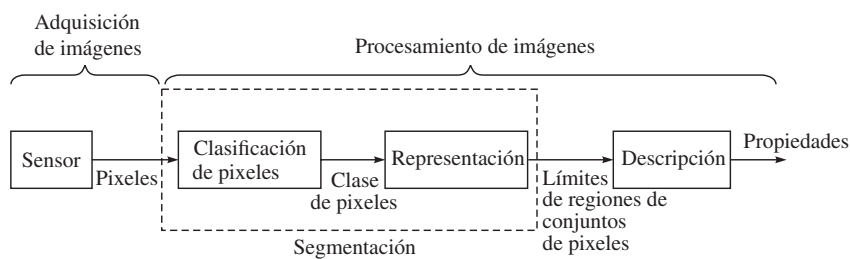 Adquisición
de imágenes
Procesamiento de imágenes
Sensor
Pixeles
Clasificación
de pixeles
Clase
de pixeles
Representación
Límites
de regiones de
conjuntos
de pixeles
Descripción
Propiedades
Segmentación